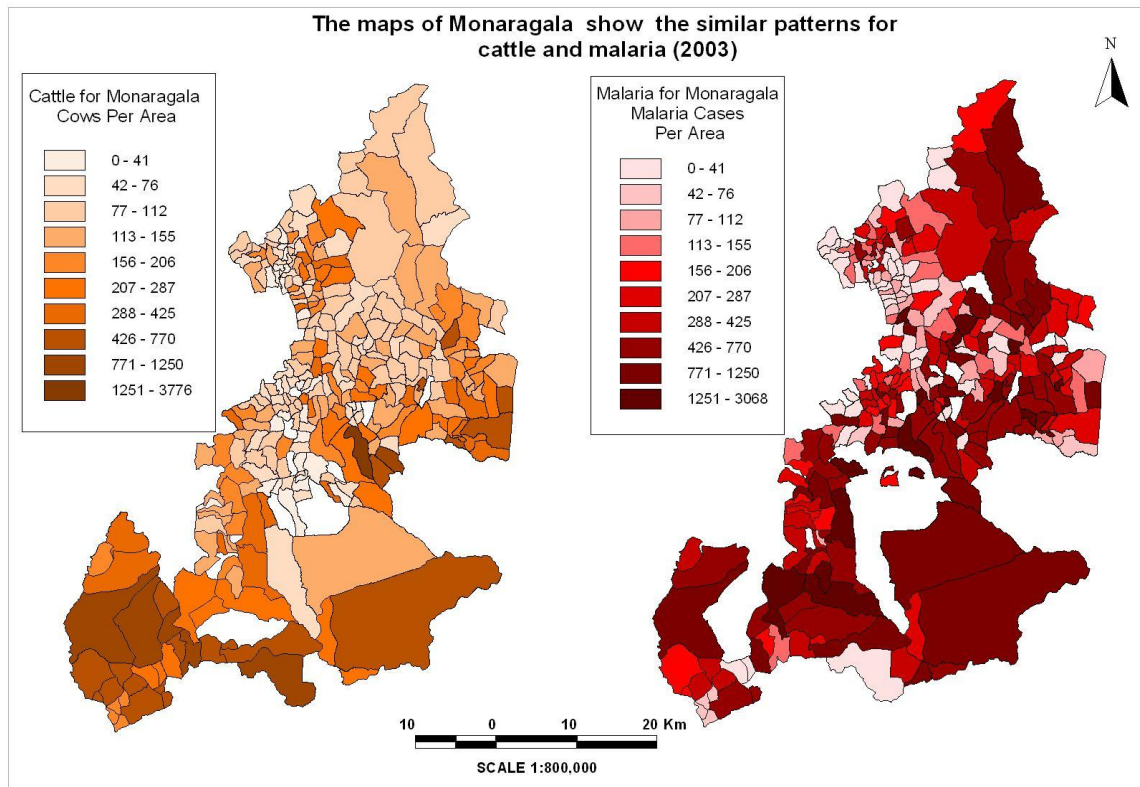 The maps of Monaragala show the similar patterns for
cattle and malaria (2003)
N
Cattle for Monaragala
Cows Per Area
0 - 41
42 - 76
77 - 112
113 - 155
156 - 206
207 - 287
288 - 425
426 - 770
771 - 1250
1251 - 3776
Malaria for Monaragala
Malaria Cases
Per Area
0 - 41
42 - 76
77 - 112
113 - 155
156 - 206
207 - 287
288 - 425
426 - 770
771 - 1250
1251 - 3068
10 0 10 20 Km
SCALE 1:800,000